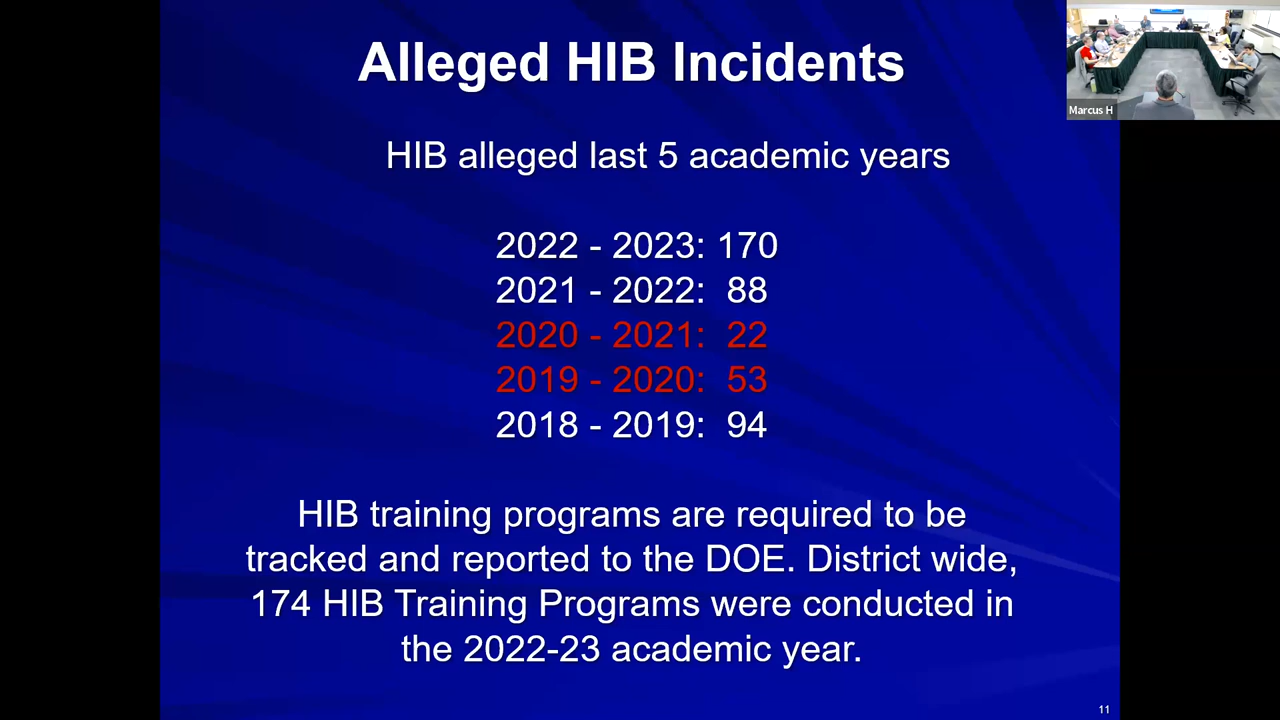 Alleged HIB Incidents
Marcus H
HIB alleged last 5 academic years
2022 - 2023: 170
2021 - 2022: 88
2020 - 2021: 22
2019 - 2020: 53
2018 - 2019: 94
HIB training programs are required to be
tracked and reported to the DOE. District wide,
174 HIB Training Programs were conducted in
the 2022-23 academic year.
11